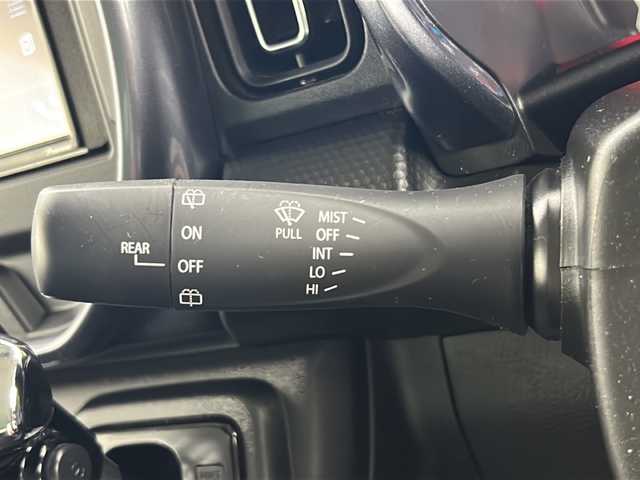 REAR
ON
OFF
PULL
MIST
OFF
INT
LO
HI